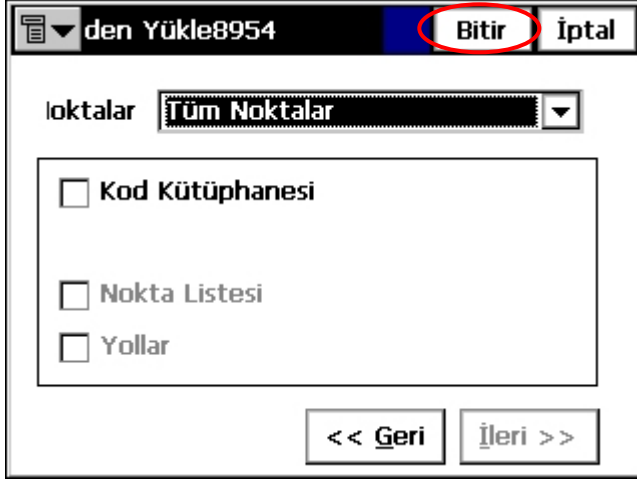 den Yükle8954 Bitir İptal
loktalar Tüm Noktalar
Kod Kütüphanesi
Nokta Listesi
Yollar
<< Geri İleri >>